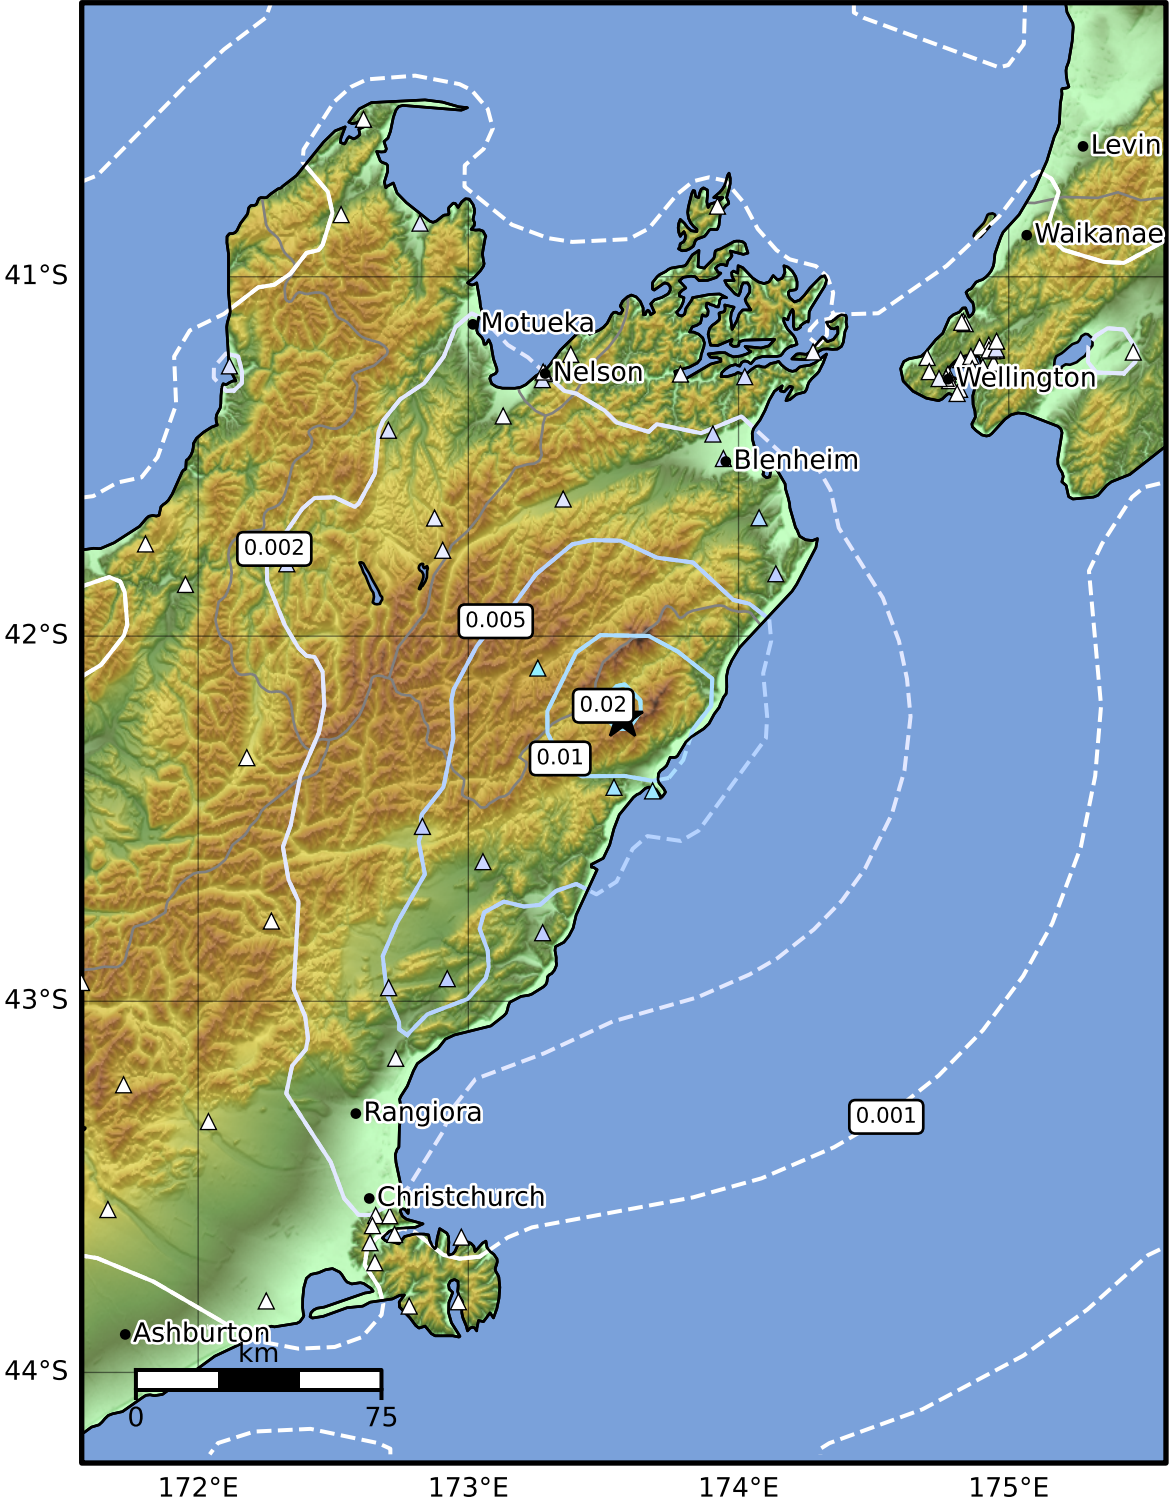 Levin
Waikanae
41°S
Motueka
Nelson
Wellington
Blenheim
0.002
0.005
42°S
0.02
0.01
43°S
Rangiora
0.001
Christchurch
Ashburton
km
44°S
0 75
172°E 173°E 174°E 175°E